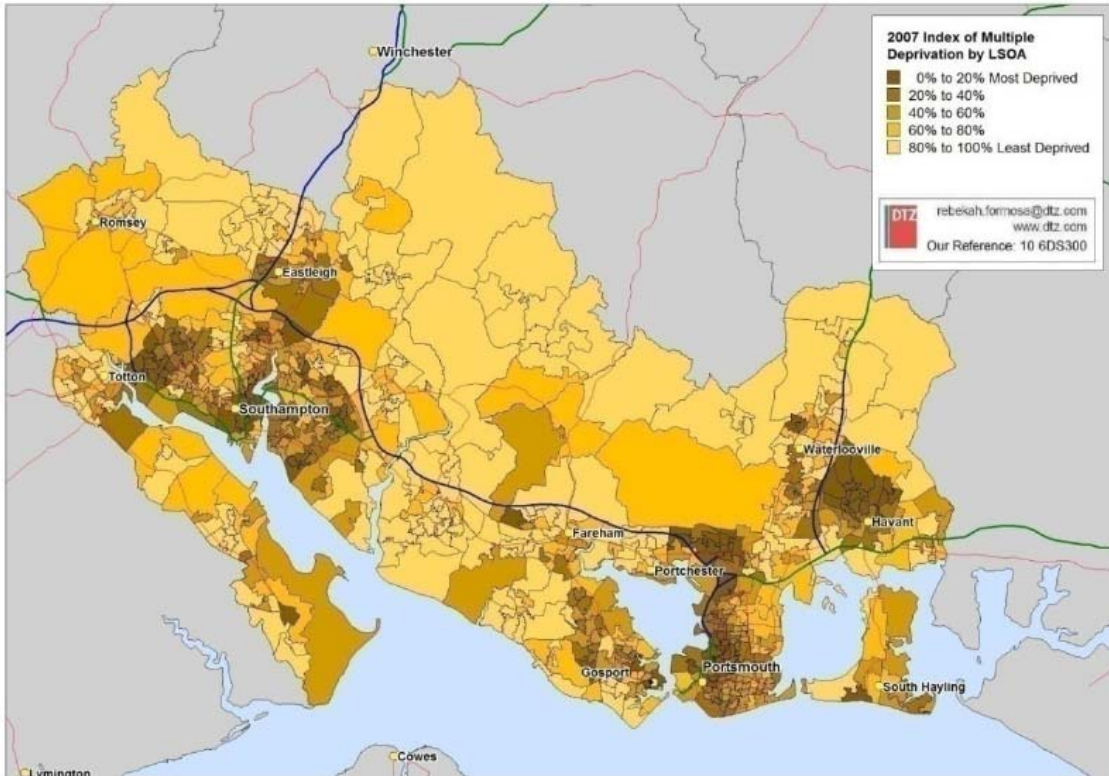 2007 Index of Multiple
Deprivation by LSOA
0% to 20% Most Deprived
20% to 40%
40% to 60%
60% to 80%
80% to 100% Least Deprived
DTZ
rebekah.formosa@dtz.com
www.dtz.com
Our Reference: 10 6DS300
Winchester
Romsey
Eastleigh
Totton
Southampton
Waterlooville
Havant
Fareham
Portchester
Gosport
Portsmouth
South Hayling
Cowes
Lymington